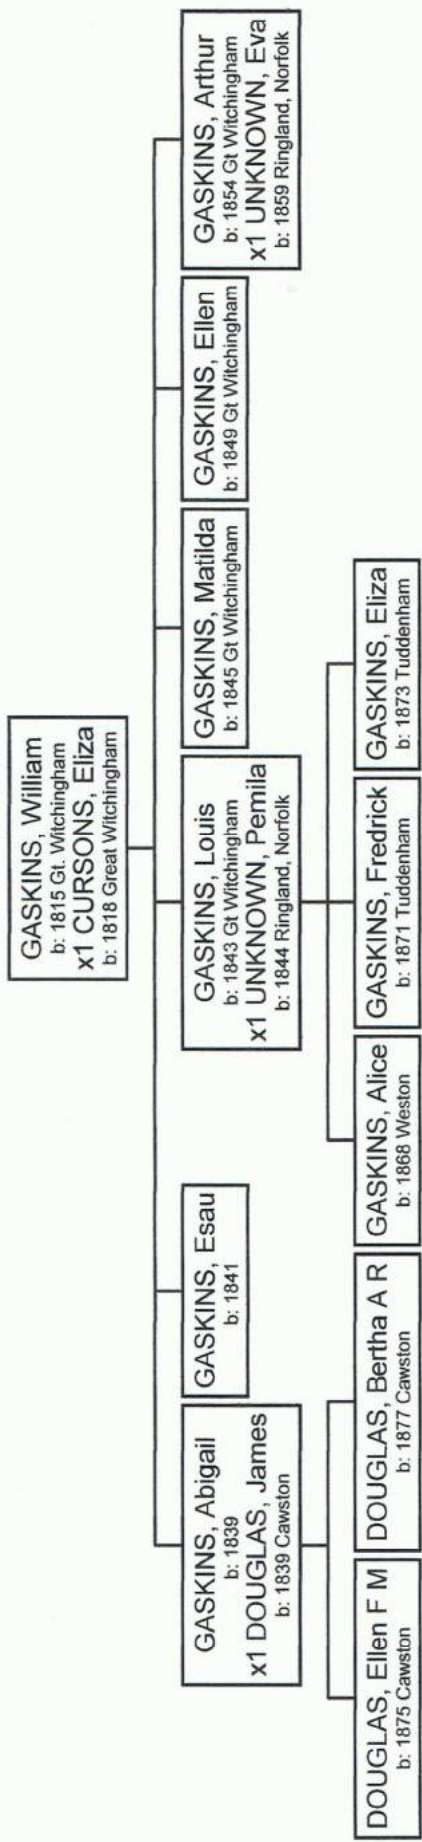 GASKINS, William
b: 1815 Gt. Witchingham
x1 CURSONS, Eliza
b: 1818 Great Witchingham
GASKINS, Abigail
b: 1839
x1 DOUGLAS, James
b: 1839 Cawston
GASKINS, Esau
b: 1841
GASKINS, Louis
b: 1843 Gt Witchingham
x1 UNKNOWN, Pemila
b: 1844 Ringland, Norfolk
GASKINS, Matilda
b: 1845 Gt Witchingham
GASKINS, Ellen
b: 1849 Gt Witchingham
GASKINS, Arthur
b: 1854 Gt Witchingham
x1 UNKNOWN, Eva
b: 1859 Ringland, Norfolk
DOUGLAS, Ellen F M
b: 1875 Cawston
DOUGLAS, Bertha A R
b: 1877 Cawston
GASKINS, Alice
b: 1868 Weston
GASKINS, Fredrick
b: 1871 Tuddenham
GASKINS, Eliza
b: 1873 Tuddenham